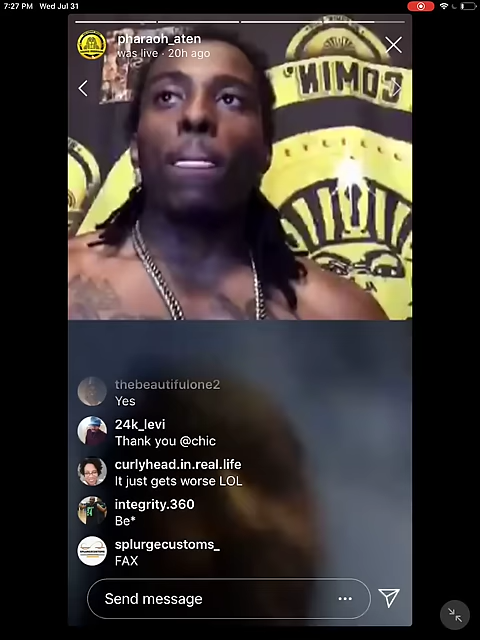 7:27 PM Wed Jul 31
pharaoh_aten
was live · 20h ago
COMIN'
thebeautifulone2
Yes
24k_levi
Thank you @chic
curlyhead.in.real.life
It just gets worse LOL
integrity.360
Be*
splurgecustoms_
FAX
Send message